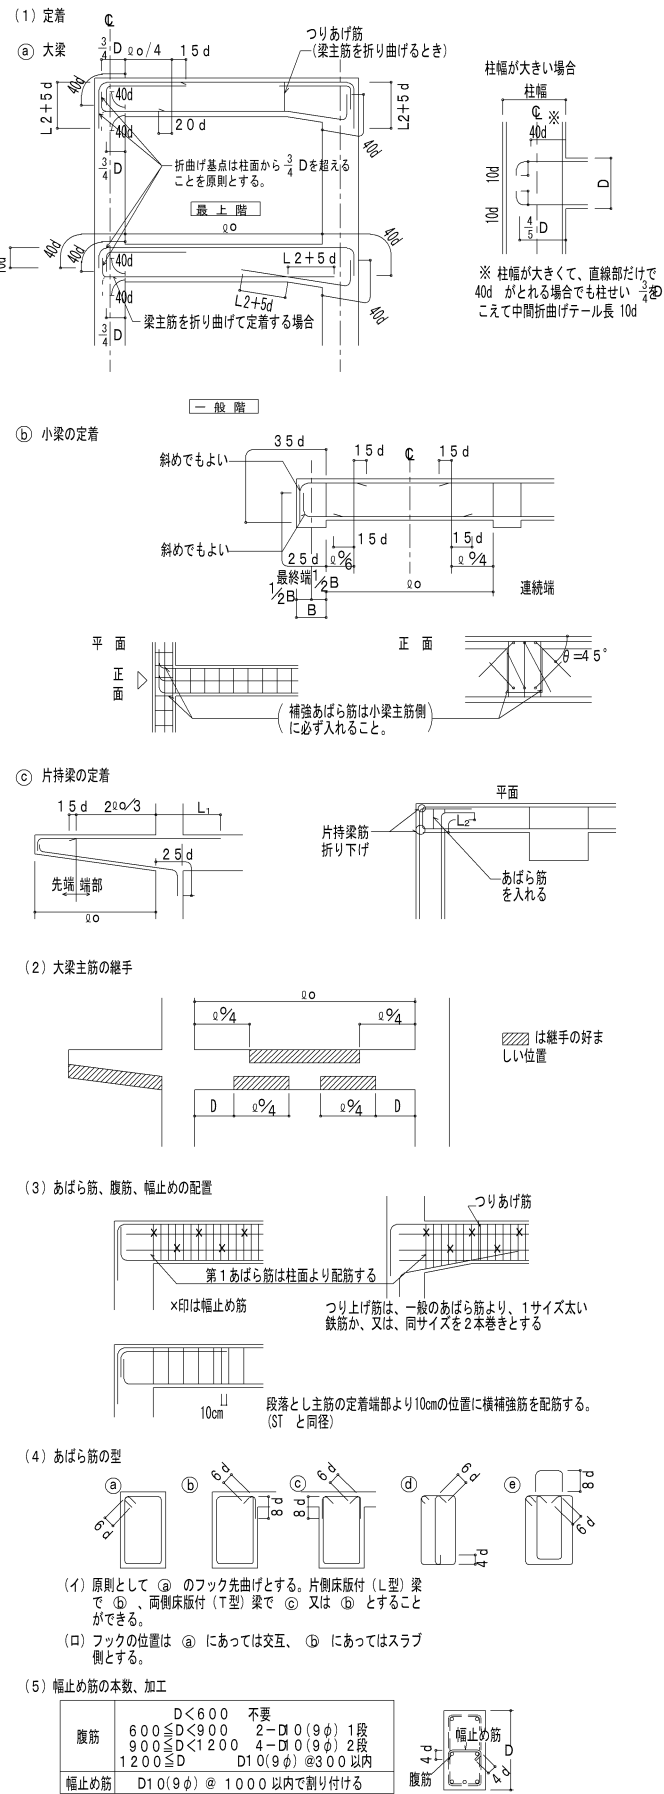 （1）定着
ⓐ 大梁
℄
3/4 D
ℓo/4
15d
つりあげ筋
（梁主筋を折り曲げるとき）
40d
40d
L2＋5d
L2＋5d
40d
20d
40d
3/4 D
折曲げ基点は柱面から 3/4 Dを超える
ことを原則とする。
最上階
ℓo
40d
40d
40d
40d
L2＋5d
L2＋5d
40d
40d
3/4 D
梁主筋を折り曲げて定着する場合
一般階
柱幅が大きい場合
柱幅
℄ ※
40d
10d
10d
D
4/5 D
※ 柱幅が大きくて、直線部だけで
40d がとれる場合でも柱せい 3/4Dを
こえて中間折曲げテール長 10d
ⓑ 小梁の定着
35d
15d
℄
15d
斜めでもよい
斜めでもよい
15d
15d
25d
ℓo/6
ℓo/4
最終端
1/2B
1/2B
B
ℓo
連続端
平 面
正 面
正
面
θ＝45°
（補強あばら筋は小梁主筋側
に必ず入れること。）
ⓒ 片持梁の定着
15d
2ℓo/3
L1
25d
先端
端部
ℓo
平面
片持梁筋
折り下げ
L2
あばら筋
を入れる
（2）大梁主筋の継手
ℓo
ℓo/4
ℓo/4
は継手の好ま
しい位置
D
ℓo/4
ℓo/4
D
（3）あばら筋、腹筋、幅止めの配置
つりあげ筋
第１あばら筋は柱面より配筋する
×印は幅止め筋
つり上げ筋は、一般のあばら筋より、１サイズ太い
鉄筋か、又は、同サイズを２本巻きとする
10cm
段落とし主筋の定着端部より10cmの位置に横補強筋を配筋する。
（ST と同径）
（4）あばら筋の型
ⓐ
6d
ⓑ
6d
8d
ⓒ
6d
8d
ⓓ
6d
4d
ⓔ
8d
6d
（イ）原則として ⓐ のフック先曲げとする。片側床版付（Ｌ型）梁
で ⓑ 、両側床版付（Ｔ型）梁で ⓒ 又は ⓑ とすること
ができる。
（ロ）フックの位置は ⓐ にあっては交互、 ⓑ にあってはスラブ
側とする。
（5）幅止め筋の本数、加工
腹筋
D＜600 不要
600≦D＜900 2－D10(9φ) 1段
900≦D＜1200 4－D10(9φ) 2段
1200≦D D10(9φ) @300以内
幅止め筋
D10(9φ) @ 1000以内で割り付ける
幅止め筋
4d
D
4d
腹筋